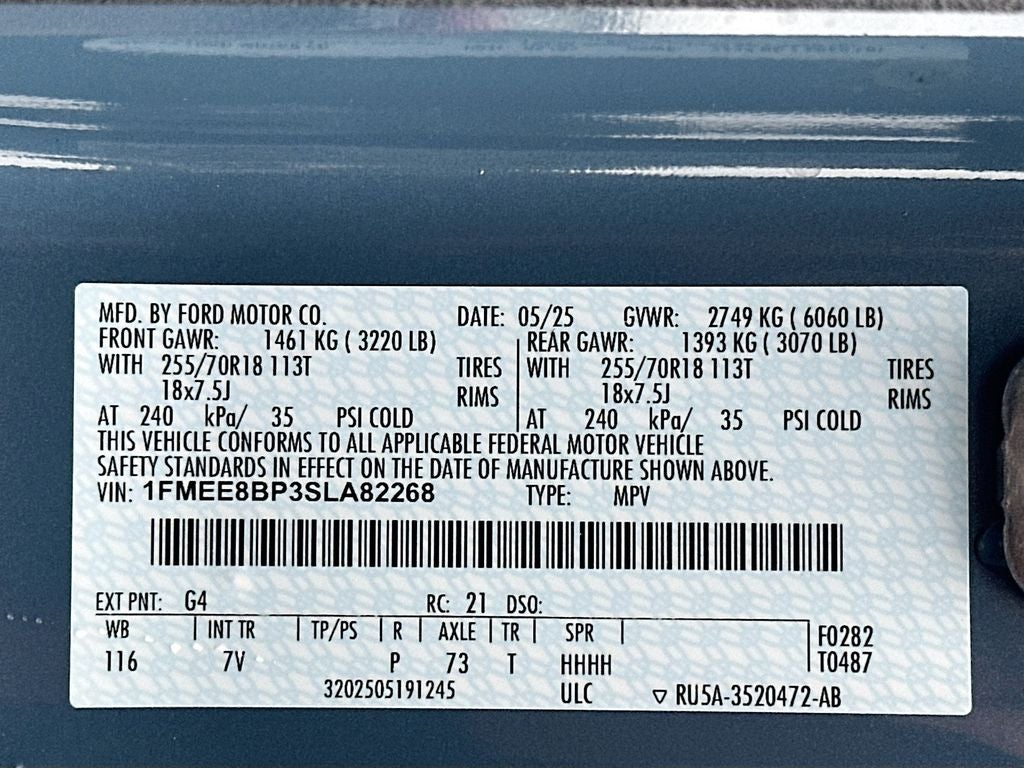 MFD. BY FORD MOTOR CO. DATE: 05/25 GVWR: 2749 KG ( 6060 LB)
FRONT GAWR: 1461 KG ( 3220 LB) REAR GAWR: 1393 KG ( 3070 LB)
WITH 255/70R18 113T TIRES WITH 255/70R18 113T TIRES
18x7.5J RIMS 18x7.5J RIMS
AT 240 kPa/ 35 PSI COLD AT 240 kPa/ 35 PSI COLD
THIS VEHICLE CONFORMS TO ALL APPLICABLE FEDERAL MOTOR VEHICLE
SAFETY STANDARDS IN EFFECT ON THE DATE OF MANUFACTURE SHOWN ABOVE.
VIN: 1FMEE8BP3SLA82268 TYPE: MPV
EXT PNT: G4 RC: 21 DSO:
WB INT TR TP/PS R AXLE TR SPR F0282
116 7V P 73 T HHHH T0487
3202505191245 ULC ▽ RU5A-3520472-AB